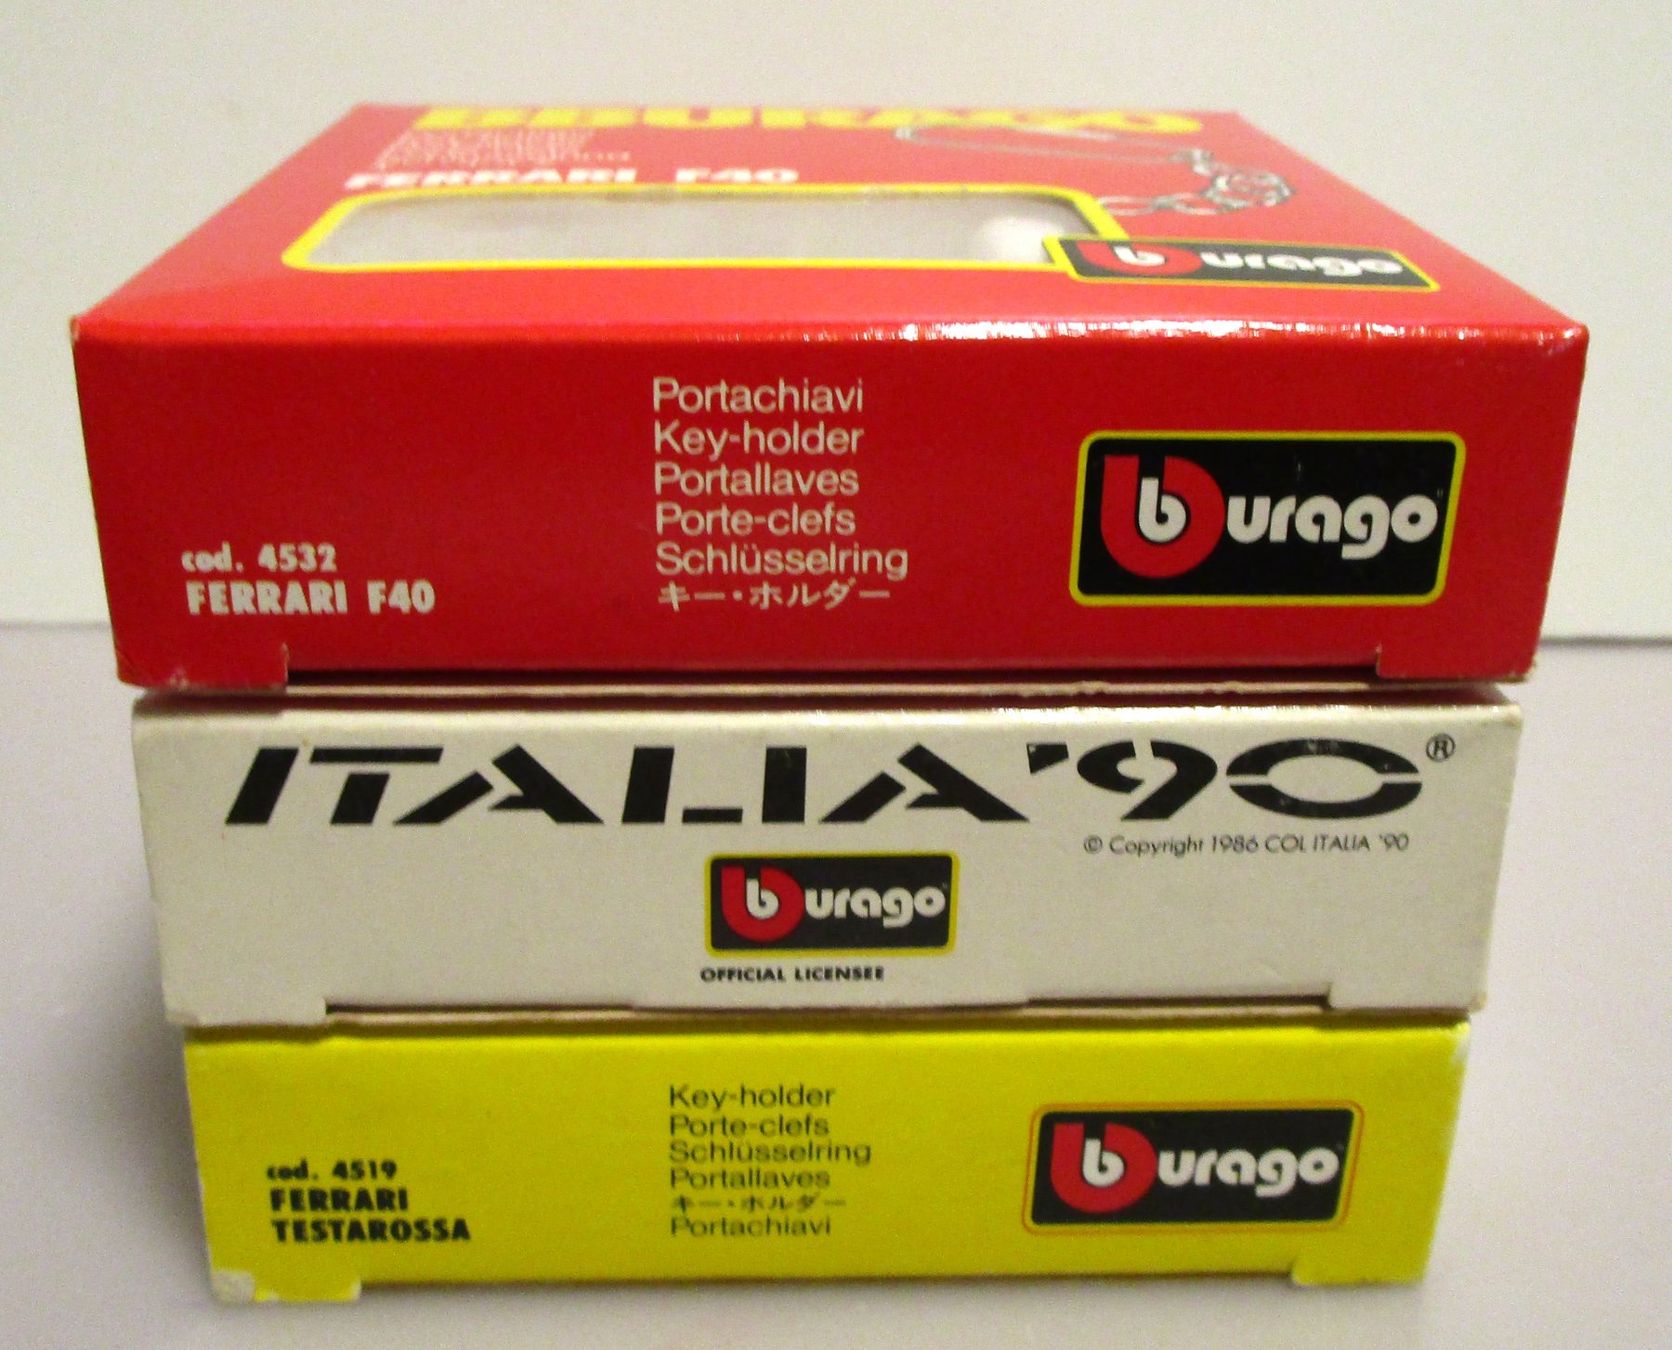 BBURAGO
FERRARI F40
burago
Portachiavi
Key-holder
Portallaves
Porte-clefs
Schlüsselring
キー・ホルダー
cod. 4532
FERRARI F40
burago
ITALIA '90®
© Copyright 1986 COL ITALIA '90
burago
OFFICIAL LICENSEE
Key-holder
Porte-clefs
Schlüsselring
Portallaves
キー・ホルダー
Portachiavi
cod. 4519
FERRARI
TESTAROSSA
burago